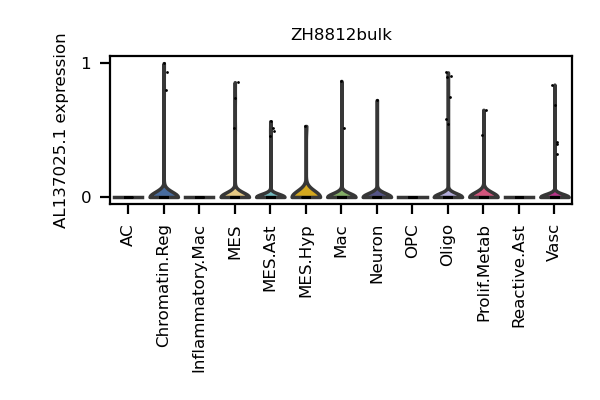 ZH8812bulk
AL137025.1 expression
1
0
AC
Chromatin.Reg
Inflammatory.Mac
MES
MES.Ast
MES.Hyp
Mac
Neuron
OPC
Oligo
Prolif.Metab
Reactive.Ast
Vasc